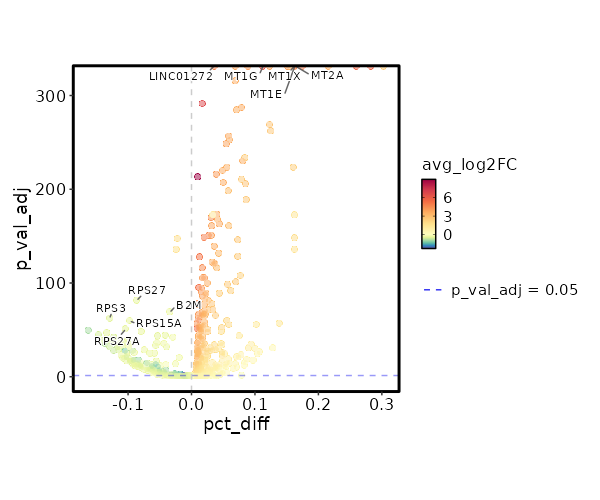 LINC01272 MT1G MT1X MT2A
MT1E
RPS27
RPS3
B2M
RPS15A
RPS27A
300
200
100
0
p_val_adj
-0.1 0.0 0.1 0.2 0.3
pct_diff
avg_log2FC
6
3
0
p_val_adj = 0.05